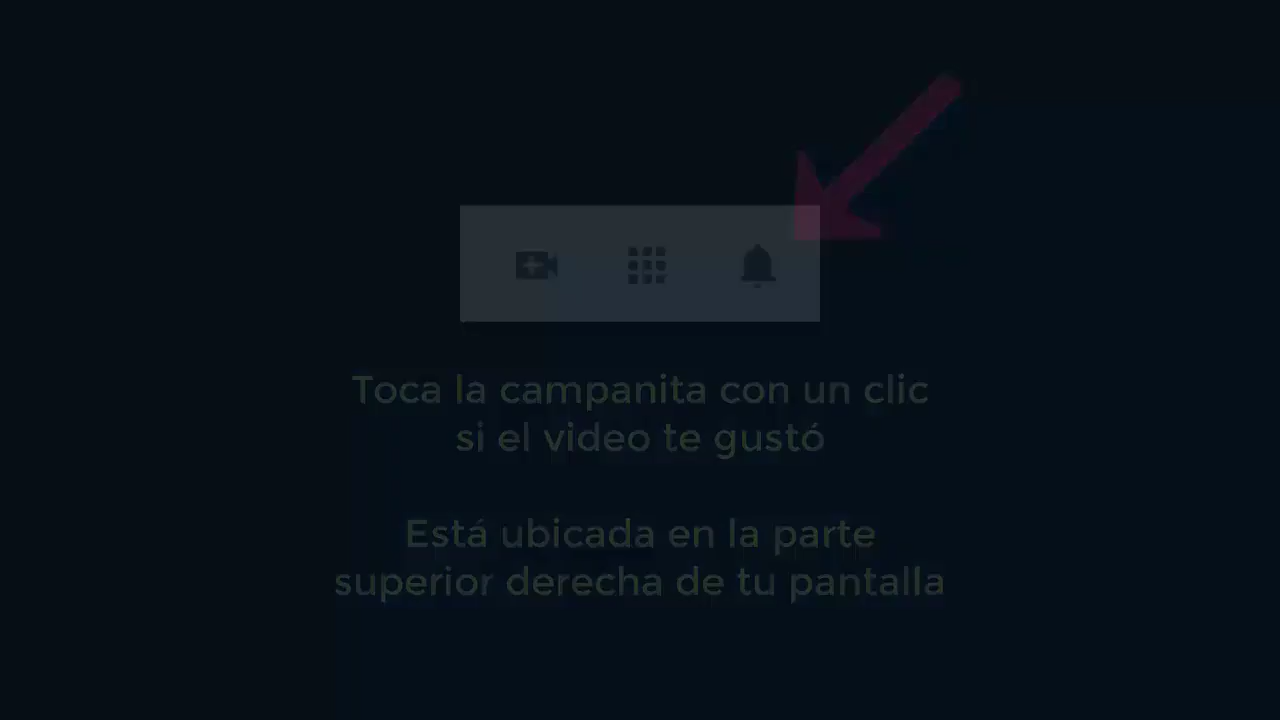 Toca la campanita con un clic
si el video te gustó
Está ubicada en la parte
superior derecha de tu pantalla